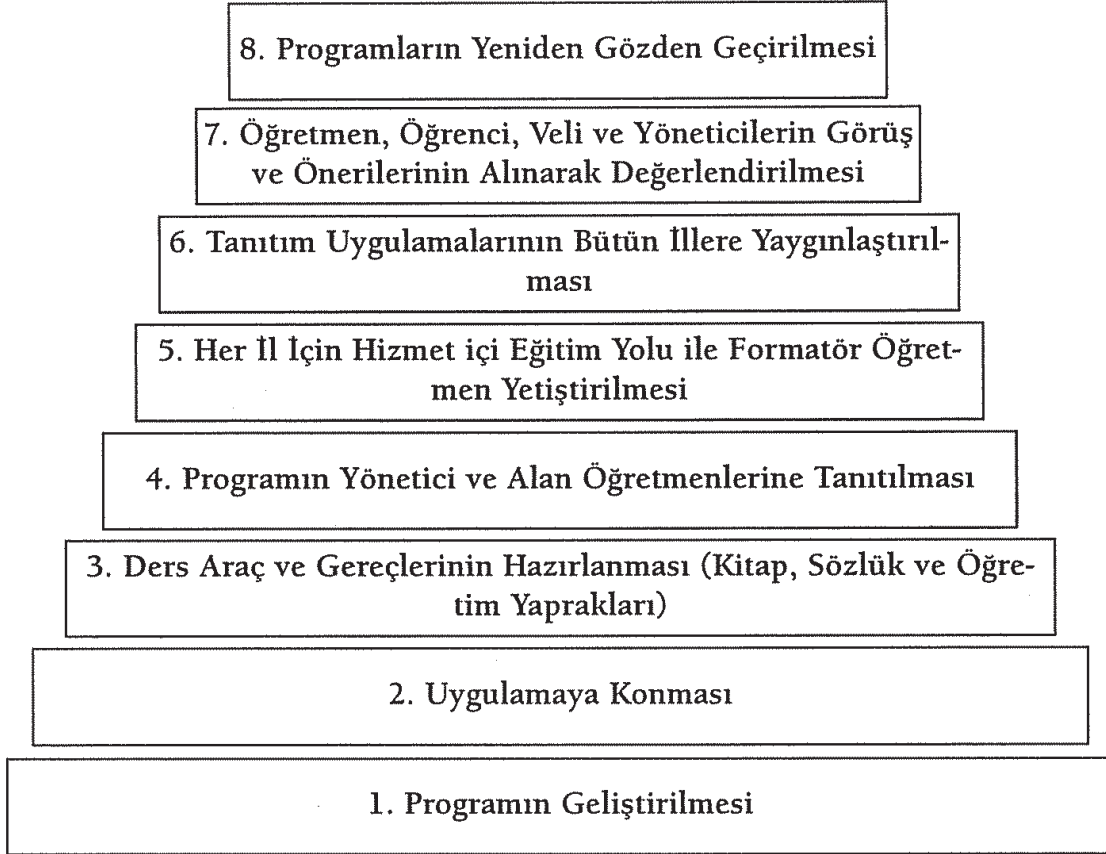 8. Programların Yeniden Gözden Geçirilmesi
7. Öğretmen, Öğrenci, Veli ve Yöneticilerin Görüş
ve Önerilerinin Alınarak Değerlendirilmesi
6. Tanıtım Uygulamalarının Bütün İllere Yaygınlaştırıl-
ması
5. Her İl İçin Hizmet içi Eğitim Yolu ile Formatör Öğret-
men Yetiştirilmesi
4. Programın Yönetici ve Alan Öğretmenlerine Tanıtılması
3. Ders Araç ve Gereçlerinin Hazırlanması (Kitap, Sözlük ve Öğre-
tim Yaprakları)
2. Uygulamaya Konması
1. Programın Geliştirilmesi